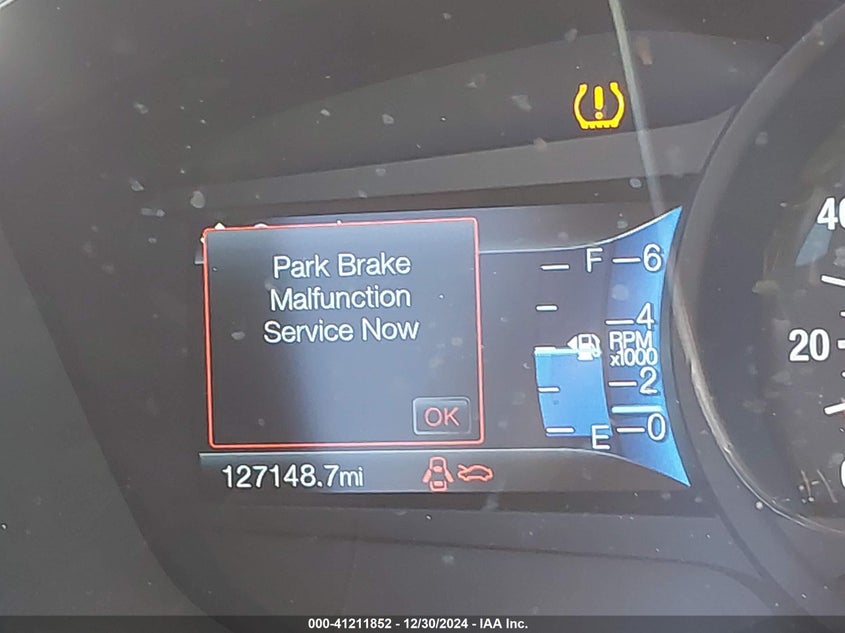 Park Brake
Malfunction
Service Now
OK
F
6
4
RPM
x1000
2
E
0
127148.7mi
20
000-41211852 - 12/30/2024 - IAA Inc.